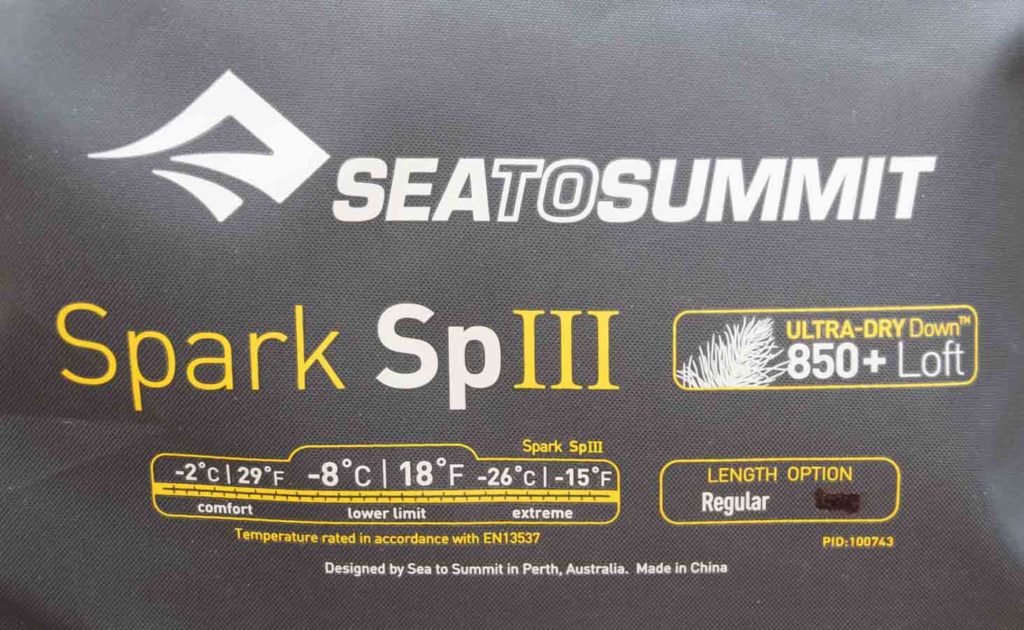 SEATOSUMMIT
Spark SpIII
ULTRA-DRY Down™
850+ Loft
Spark SpIII
-2°C | 29°F -8°C | 18°F -26°C | -15°F
comfort lower limit extreme
Temperature rated in accordance with EN13537
LENGTH OPTION
Regular
PID:100743
Designed by Sea to Summit in Perth, Australia. Made in China